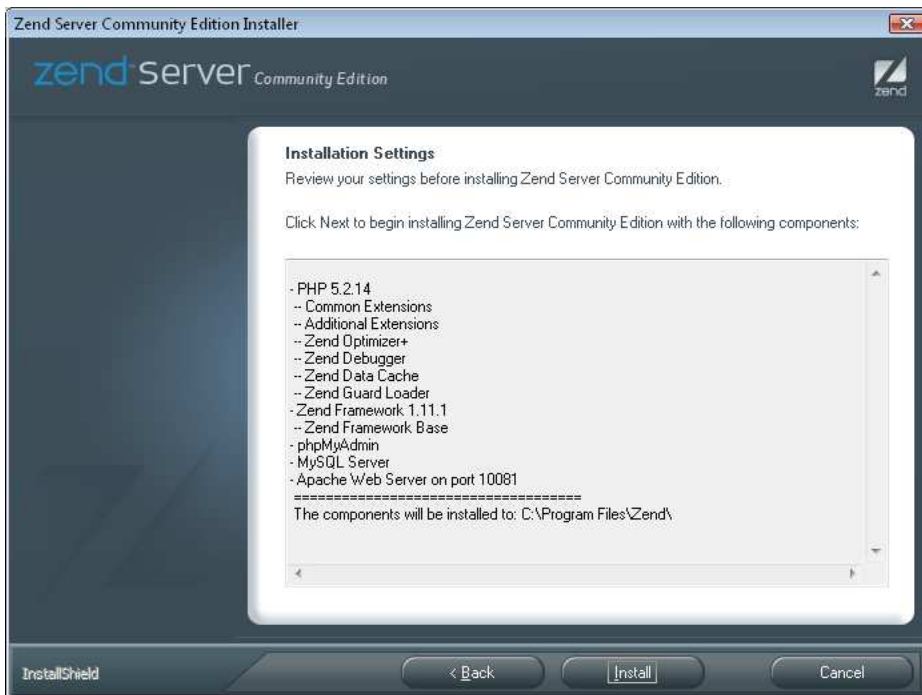 Zend Server Community Edition Installer
zend server Community Edition
zend
Installation Settings
Review your settings before installing Zend Server Community Edition.
Click Next to begin installing Zend Server Community Edition with the following components:
- PHP 5.2.14
-- Common Extensions
-- Additional Extensions
-- Zend Optimizer+
-- Zend Debugger
-- Zend Data Cache
-- Zend Guard Loader
- Zend Framework 1.11.1
-- Zend Framework Base
- phpMyAdmin
- MySQL Server
- Apache Web Server on port 10081
====================================
The components will be installed to: C:\Program Files\Zend\
InstallShield
< Back
Install
Cancel